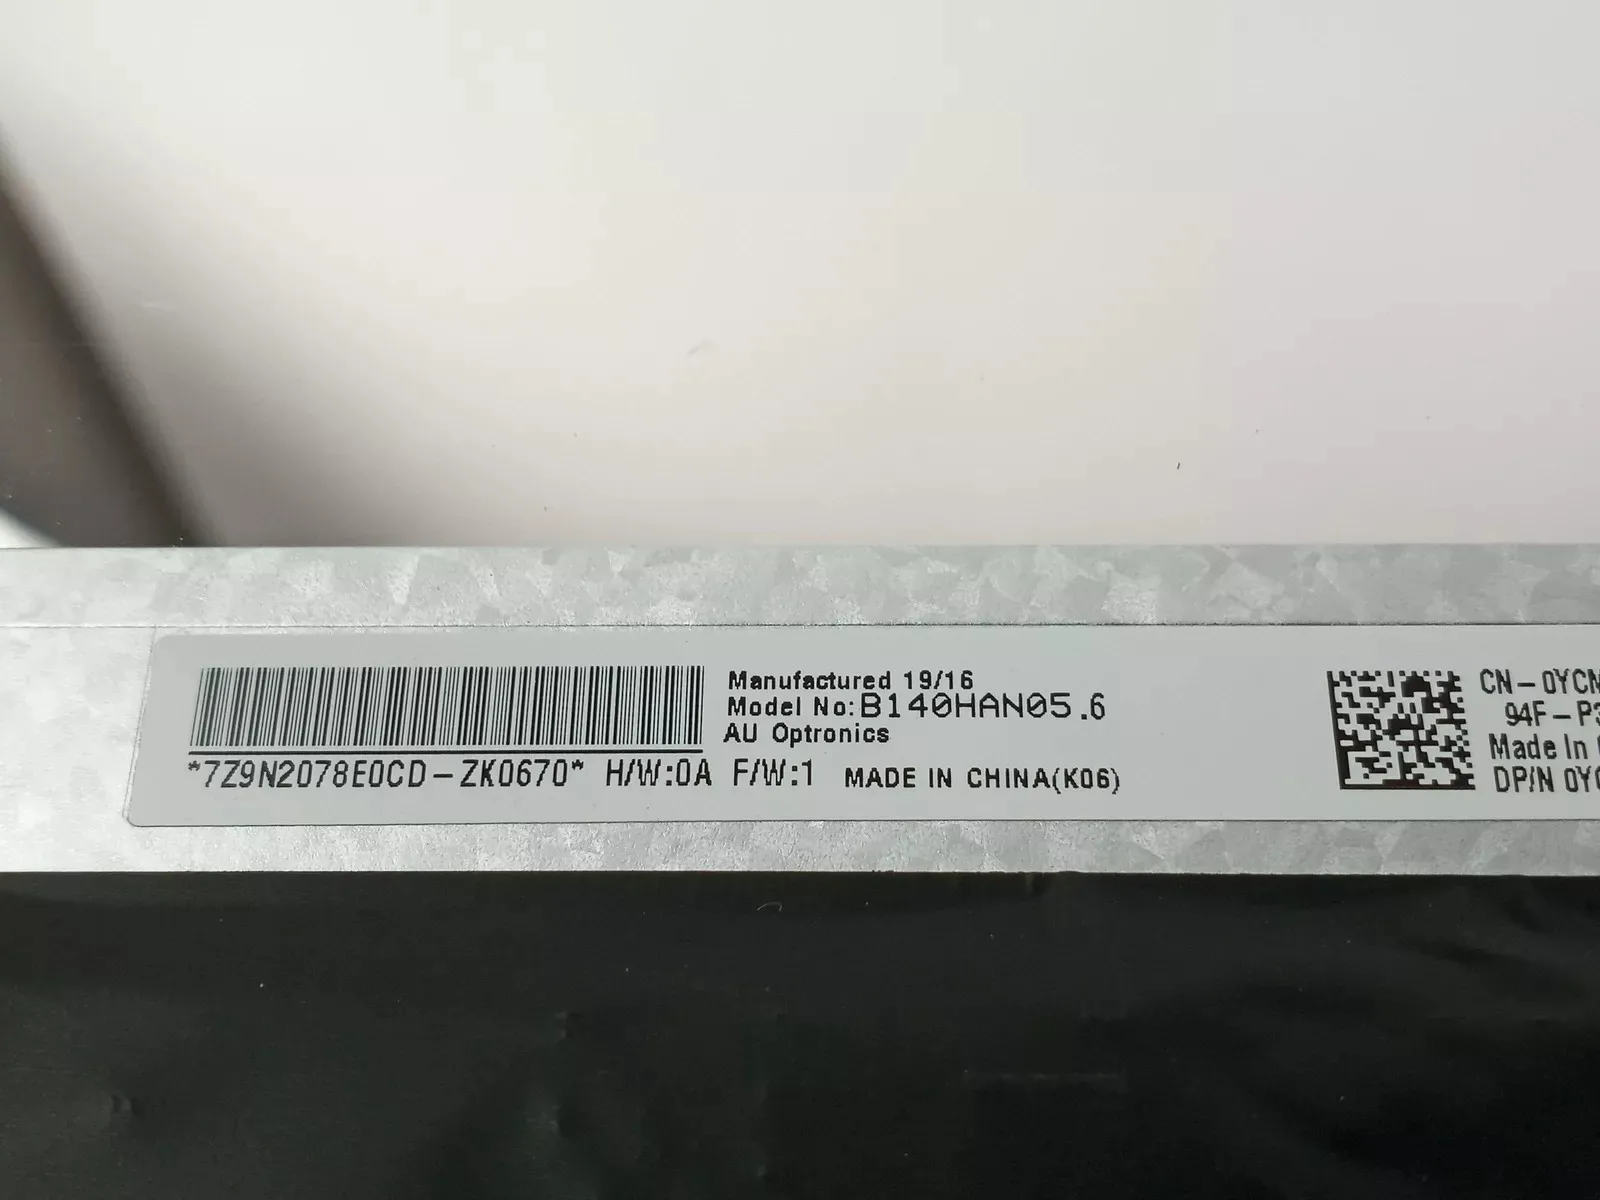 Manufactured 19/16
Model No:B140HAN05.6
AU Optronics
*7Z9N2078E0CD-ZK0670* H/W:0A F/W:1 MADE IN CHINA(K06)
CN-0YCM
94F-P3
Made In
DP/N 0Y